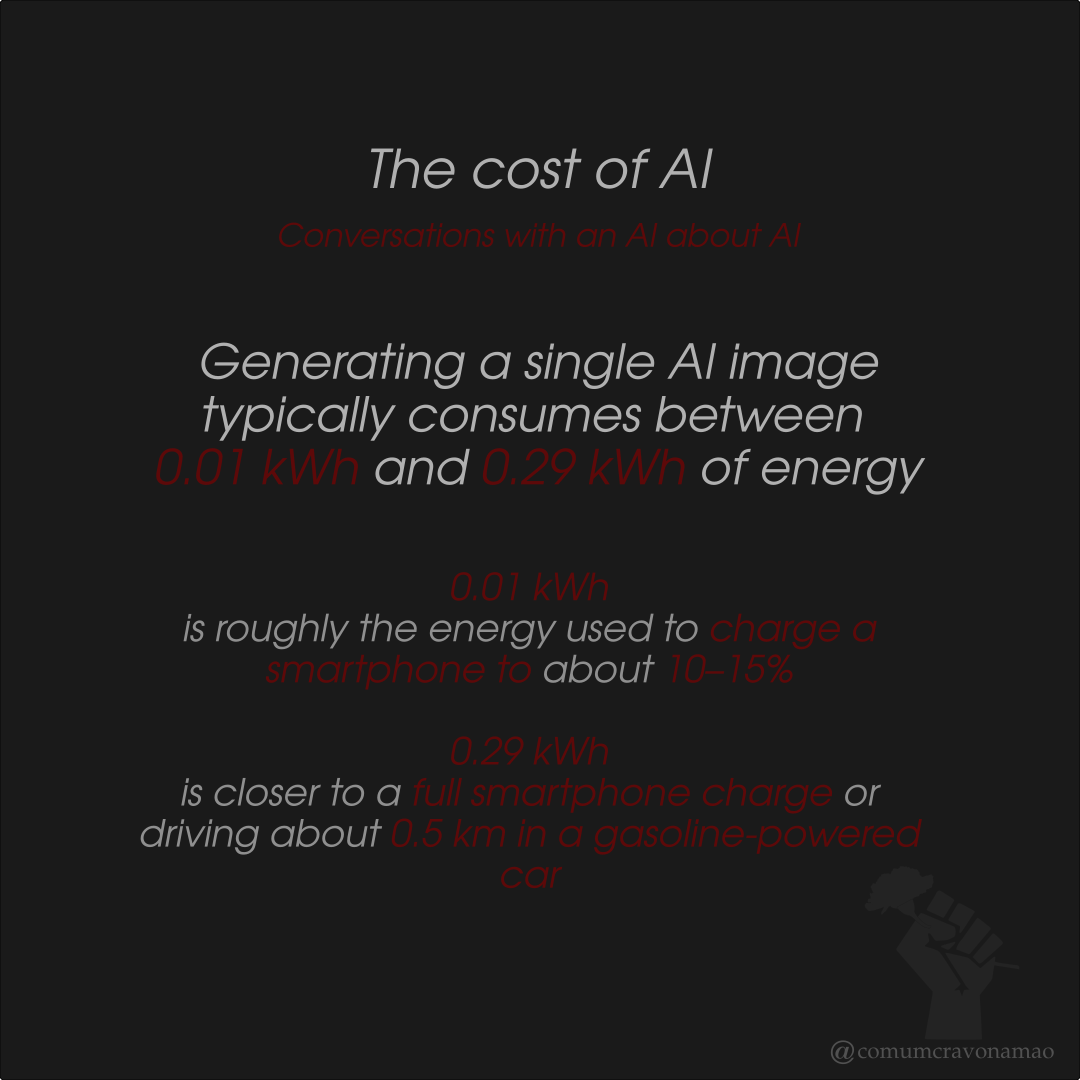 The cost of AI
Conversations with an AI about AI
Generating a single AI image
typically consumes between
0.01 kWh and 0.29 kWh of energy
0.01 kWh
is roughly the energy used to charge a
smartphone to about 10–15%
0.29 kWh
is closer to a full smartphone charge or
driving about 0.5 km in a gasoline-powered
car
@comumcravonamao